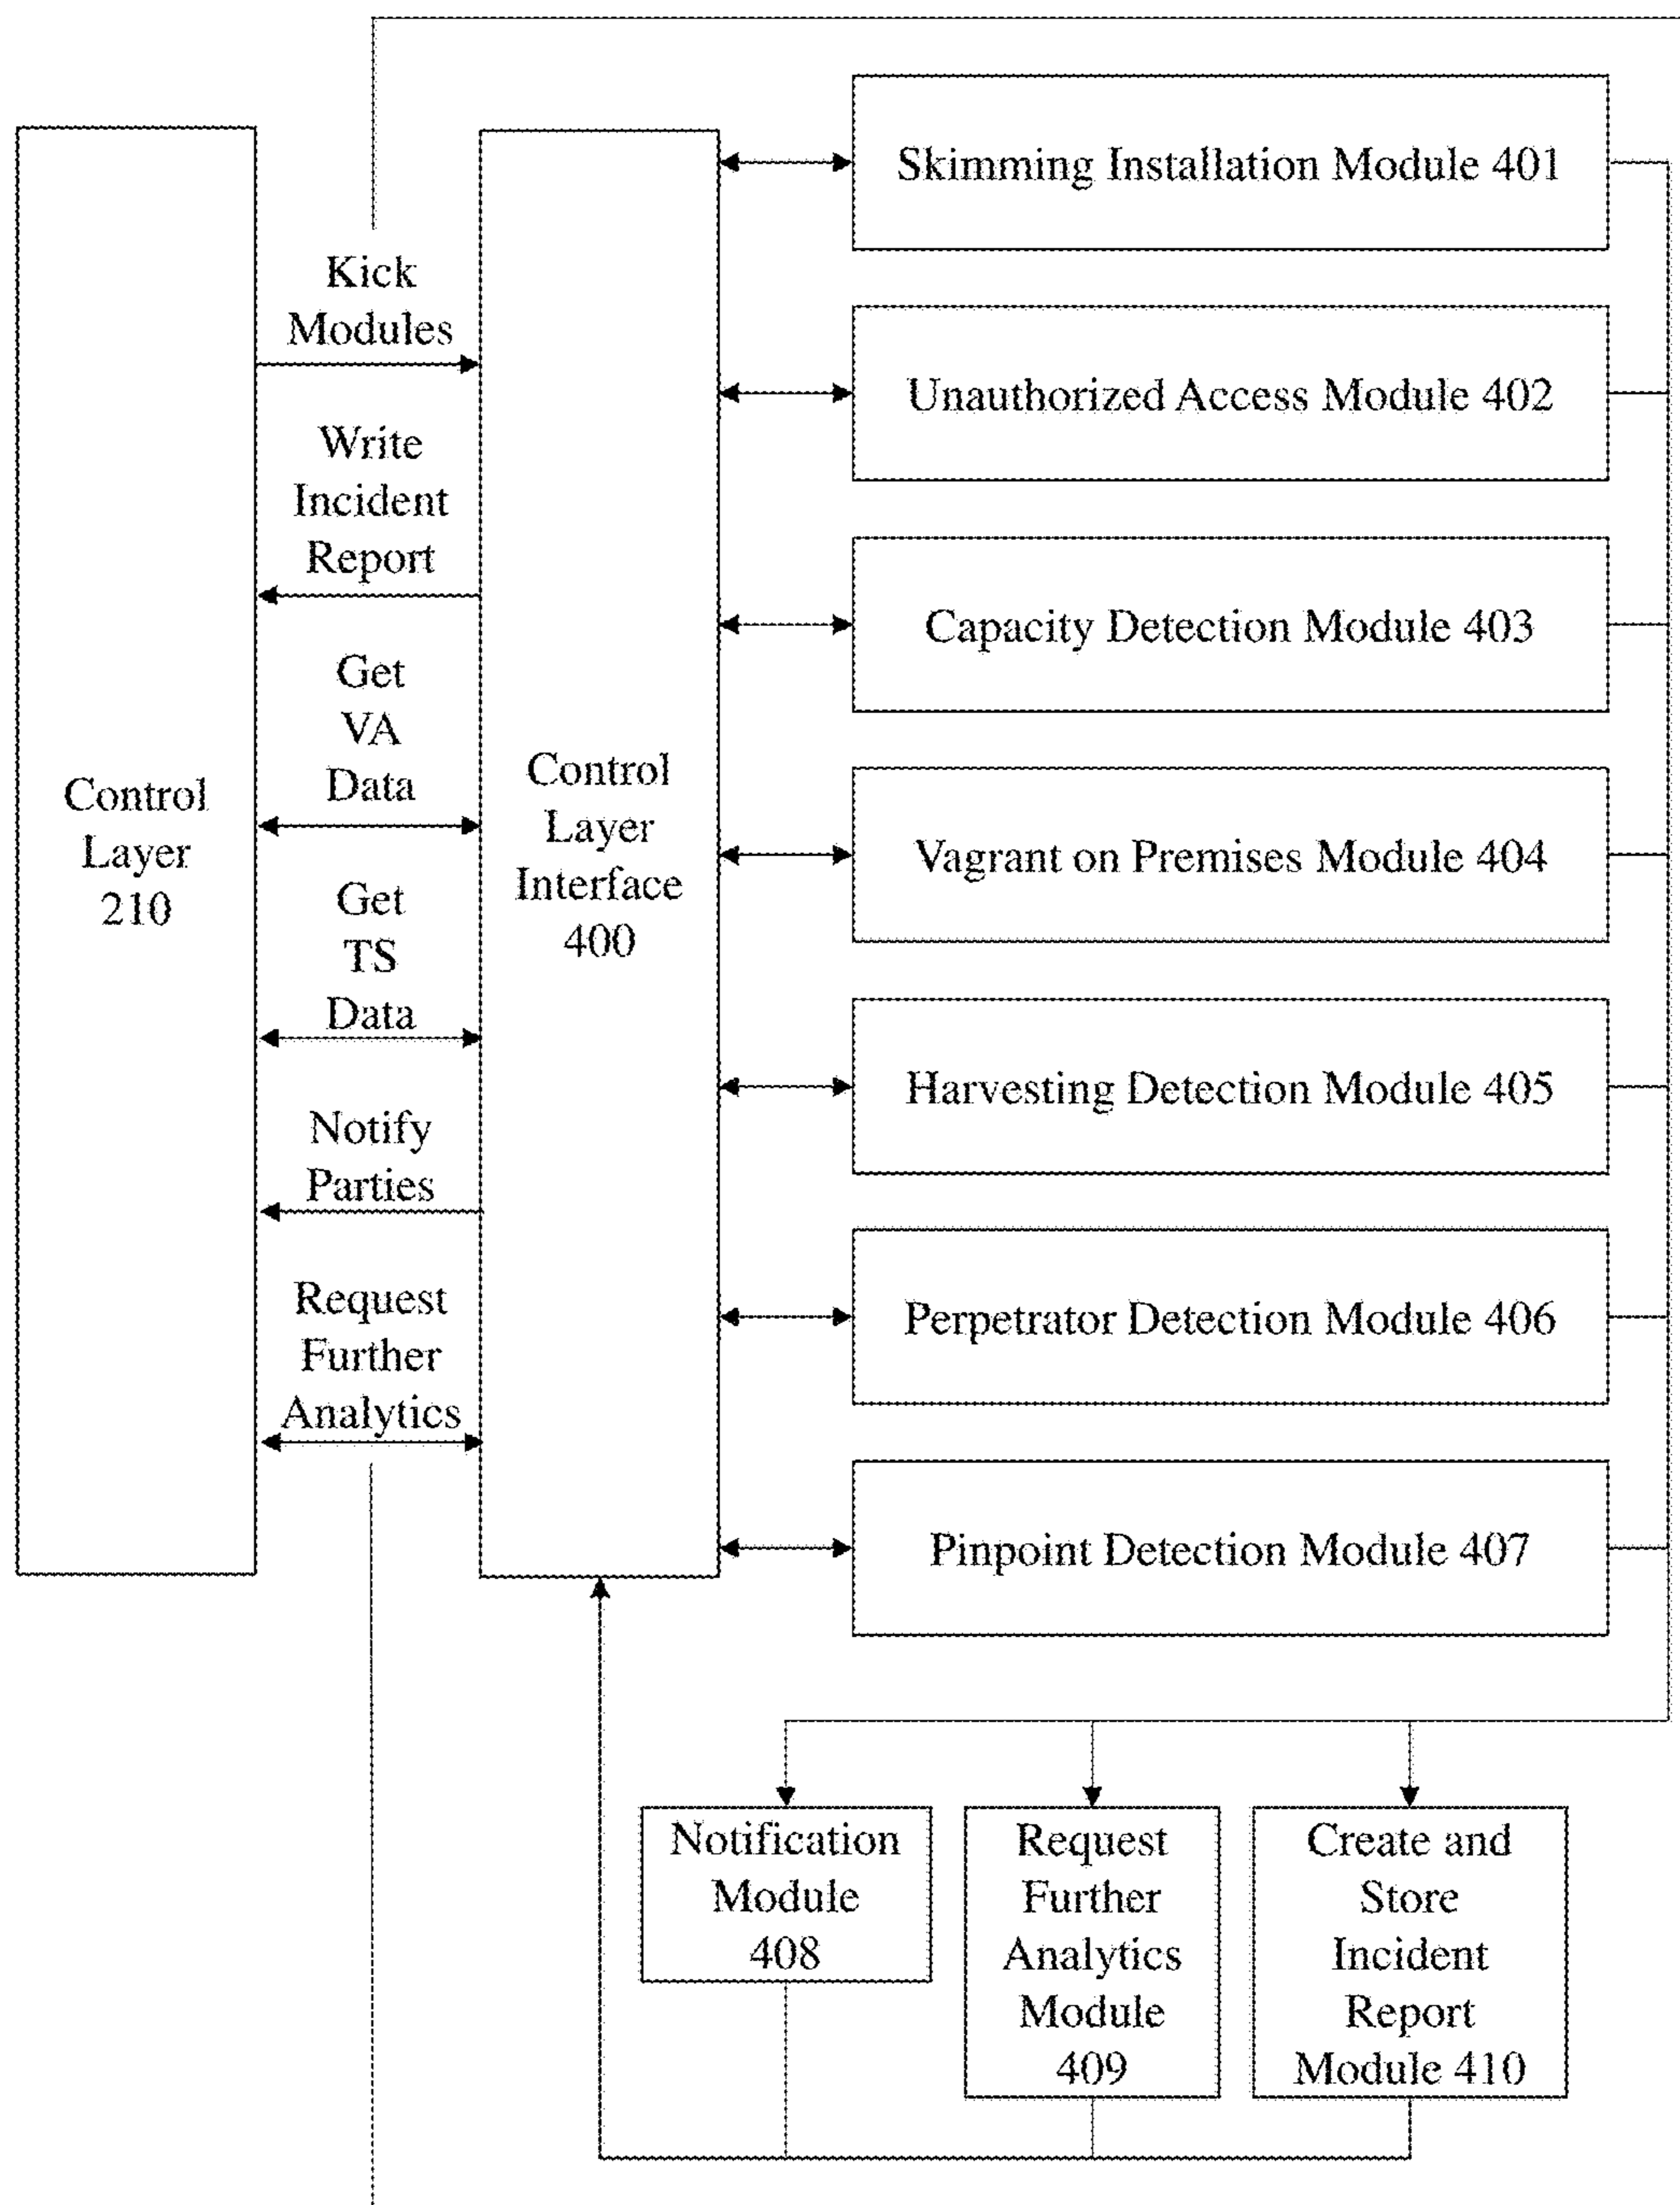 Control
Layer
210
Kick
Modules
Write
Incident
Report
Get
VA
Data
Get
TS
Data
Notify
Parties
Request
Further
Analytics
Control
Layer
Interface
400
Skimming Installation Module 401
Unauthorized Access Module 402
Capacity Detection Module 403
Vagrant on Premises Module 404
Harvesting Detection Module 405
Perpetrator Detection Module 406
Pinpoint Detection Module 407
Notification
Module
408
Request
Further
Analytics
Module
409
Create and
Store
Incident
Report
Module 410